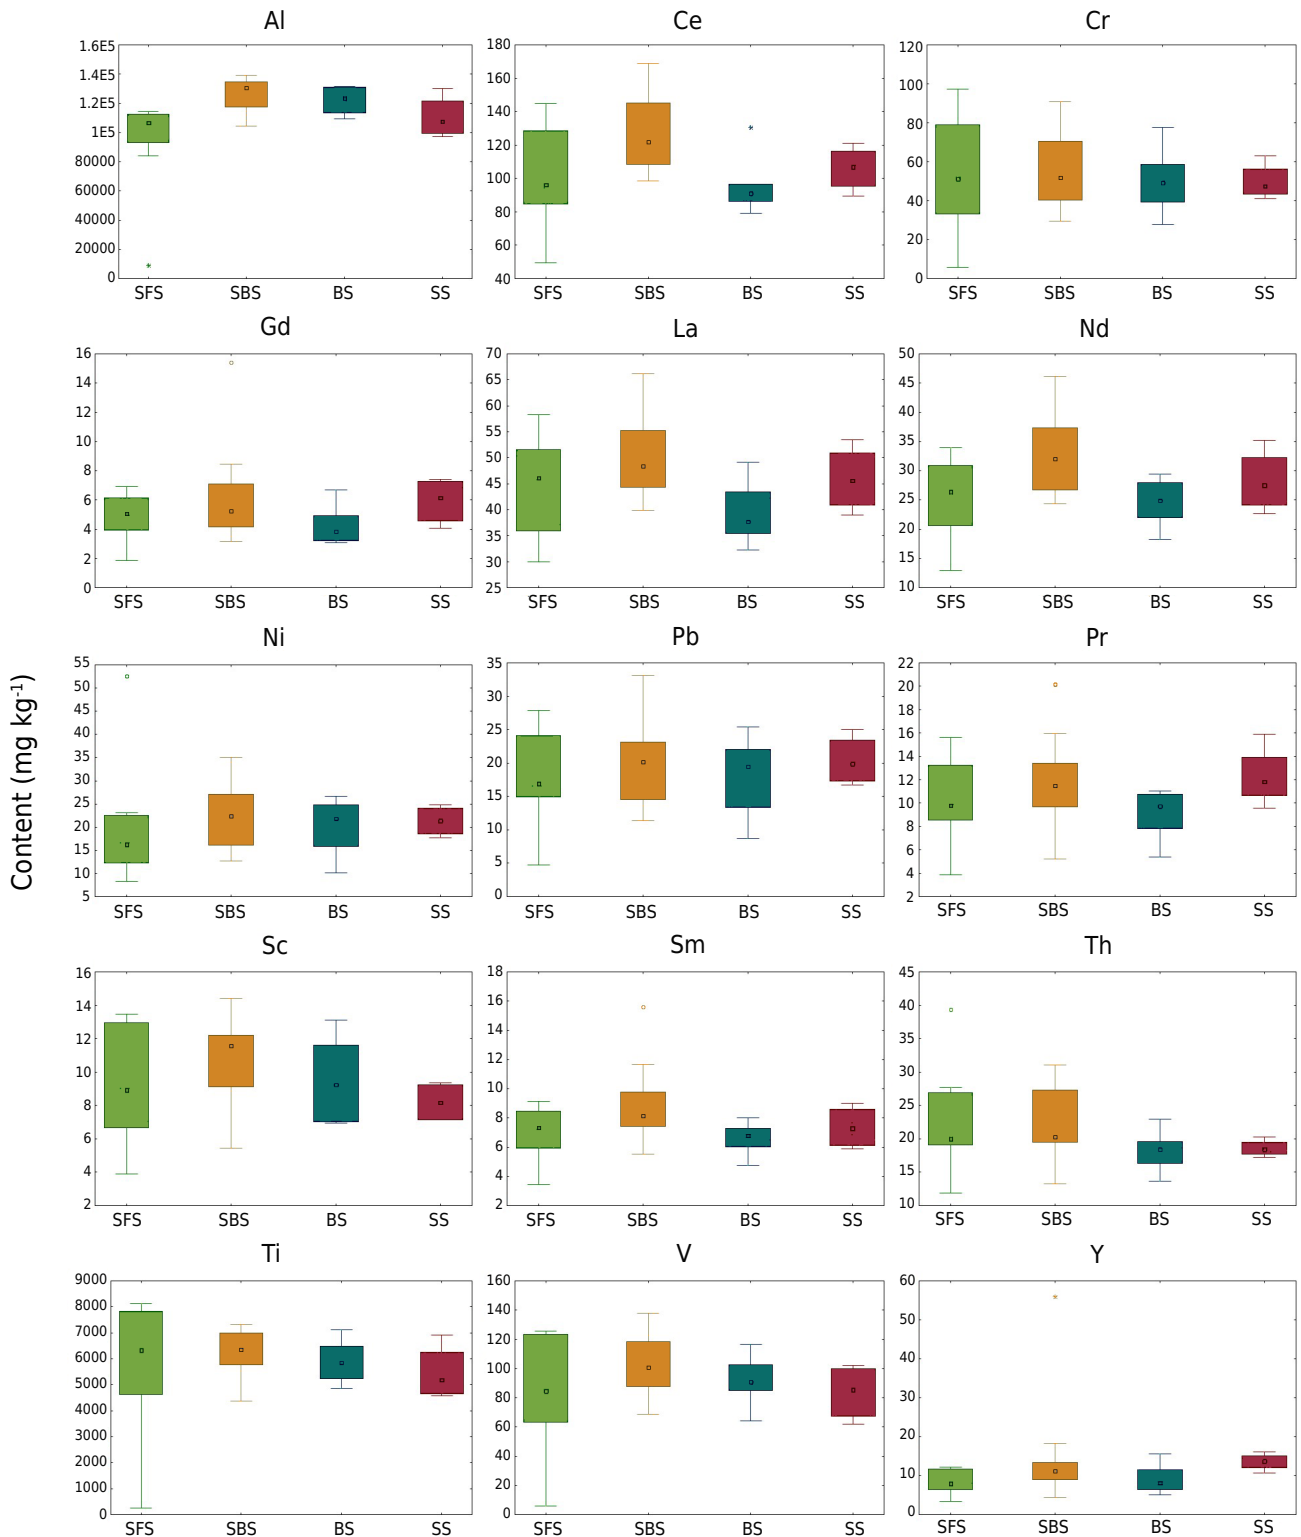 Al Ce Cr
1.6E5 1.4E5 1.2E5 1E5 80000 60000 40000 20000 0
180 160 140 120 100 80 60 40
120 100 80 60 40 20 0
SFS SBS BS SS SFS SBS BS SS SFS SBS BS SS
Gd La Nd
16 14 12 10 8 6 4 2 0
70 65 60 55 50 45 40 35 30 25
50 45 40 35 30 25 20 15 10
SFS SBS BS SS SFS SBS BS SS SFS SBS BS SS
Content (mg kg-1)
Ni Pb Pr
55 50 45 40 35 30 25 20 15 10 5
35 30 25 20 15 10 5 0
22 20 18 16 14 12 10 8 6 4 2
SFS SBS BS SS SFS SBS BS SS SFS SBS BS SS
Sc Sm Th
16 14 12 10 8 6 4 2
18 16 14 12 10 8 6 4 2
45 40 35 30 25 20 15 10
SFS SBS BS SS SFS SBS BS SS SFS SBS BS SS
Ti V Y
9000 8000 7000 6000 5000 4000 3000 2000 1000 0
160 140 120 100 80 60 40 20 0
60 50 40 30 20 10 0
SFS SBS BS SS SFS SBS BS SS SFS SBS BS SS